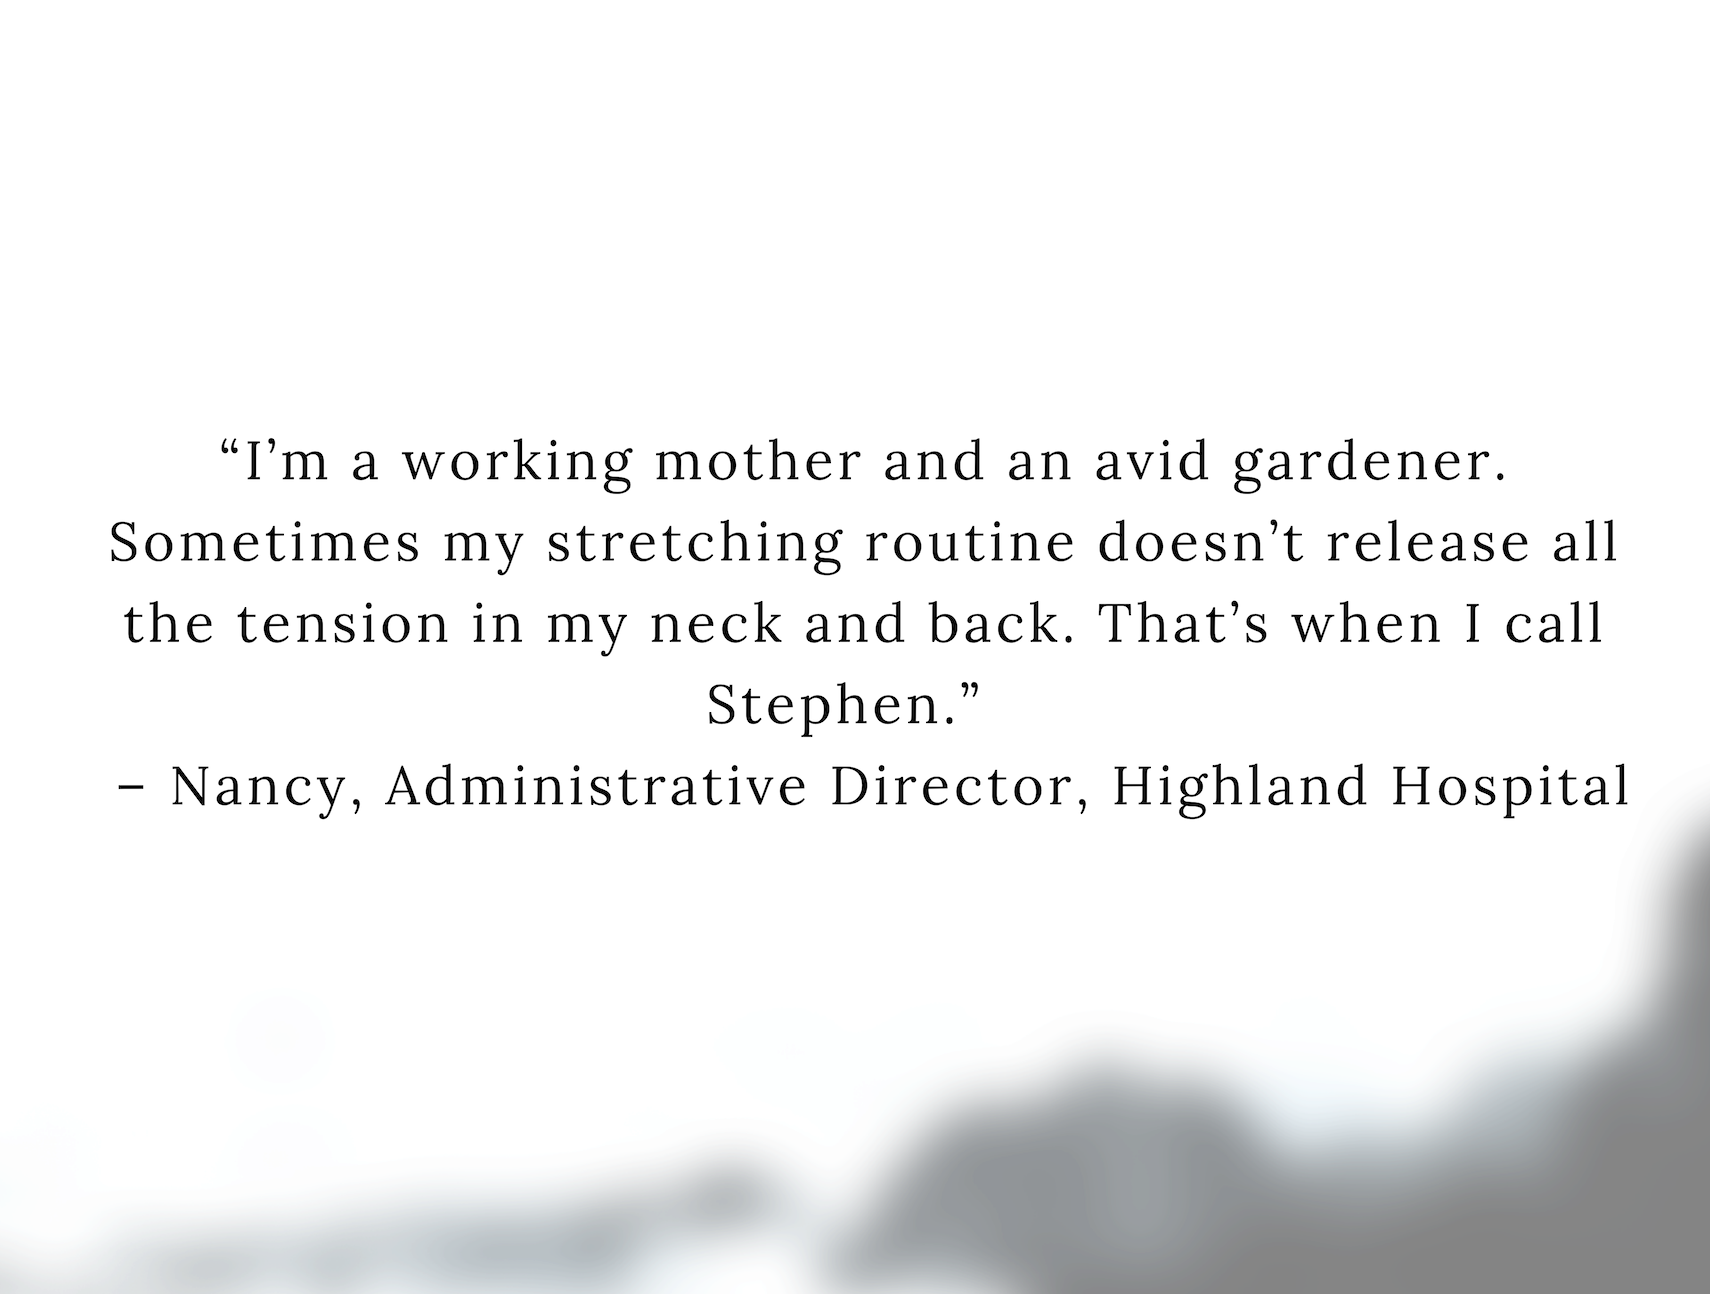 “I’m a working mother and an avid gardener.
Sometimes my stretching routine doesn’t release all
the tension in my neck and back. That’s when I call
Stephen.”
– Nancy, Administrative Director, Highland Hospital